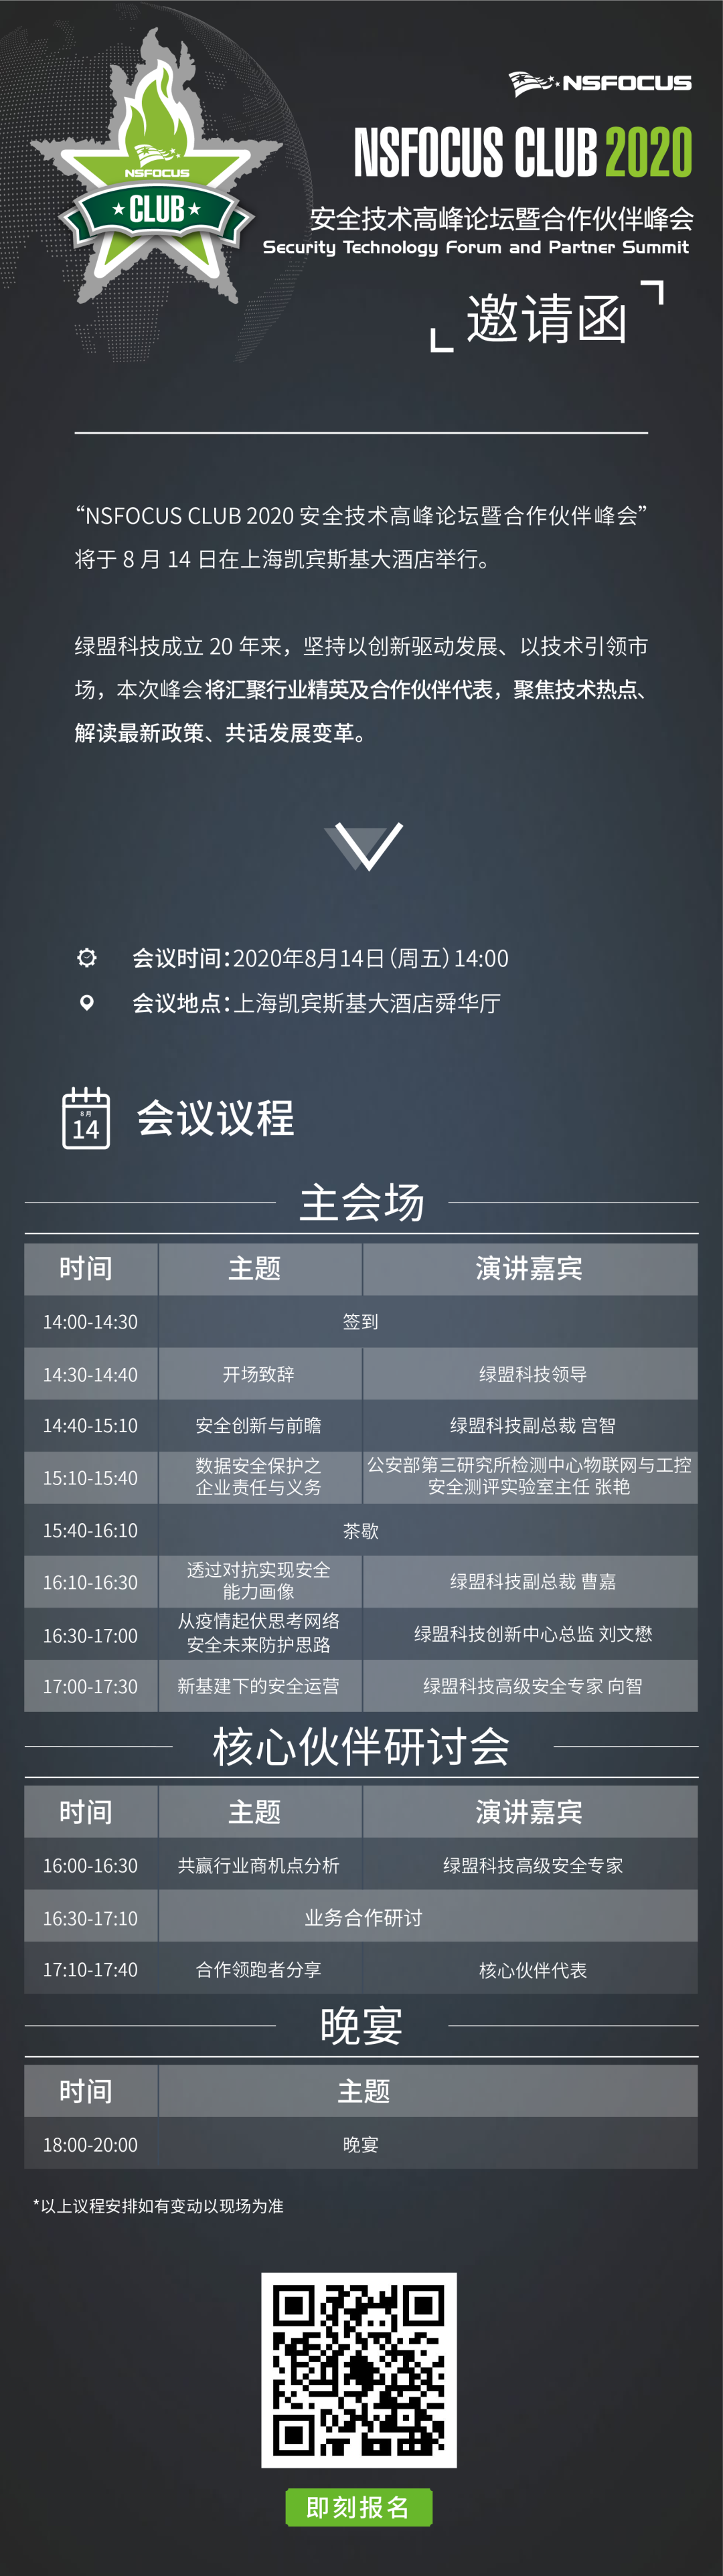 NSFOCUS
NSFOCUS
CLUB
NSFOCUS CLUB 2020
安全技术高峰论坛暨合作伙伴峰会
Security Technology Forum and Partner Summit
邀请函
“NSFOCUS CLUB 2020 安全技术高峰论坛暨合作伙伴峰会”
将于 8 月 14 日在上海凯宾斯基大酒店举行。
绿盟科技成立 20 年来，坚持以创新驱动发展、以技术引领市
场，本次峰会将汇聚行业精英及合作伙伴代表，聚焦技术热点、
解读最新政策、共话发展变革。
会议时间：2020年8月14日（周五）14:00
会议地点：上海凯宾斯基大酒店舜华厅
8 月
14
会议议程
主会场
时间 主题 演讲嘉宾
14:00-14:30 签到
14:30-14:40 开场致辞 绿盟科技领导
14:40-15:10 安全创新与前瞻 绿盟科技副总裁 宫智
15:10-15:40 数据安全保护之 公安部第三研究所检测中心物联网与工控
企业责任与义务 安全测评实验室主任 张艳
15:40-16:10 茶歇
16:10-16:30 透过对抗实现安全 绿盟科技副总裁 曹嘉
能力画像
16:30-17:00 从疫情起伏思考网络 绿盟科技创新中心总监 刘文懋
安全未来防护思路
17:00-17:30 新基建下的安全运营 绿盟科技高级安全专家 向智
核心伙伴研讨会
时间 主题 演讲嘉宾
16:00-16:30 共赢行业商机点分析 绿盟科技高级安全专家
16:30-17:10 业务合作研讨
17:10-17:40 合作领跑者分享 核心伙伴代表
晚宴
时间 主题
18:00-20:00 晚宴
*以上议程安排如有变动以现场为准
即刻报名